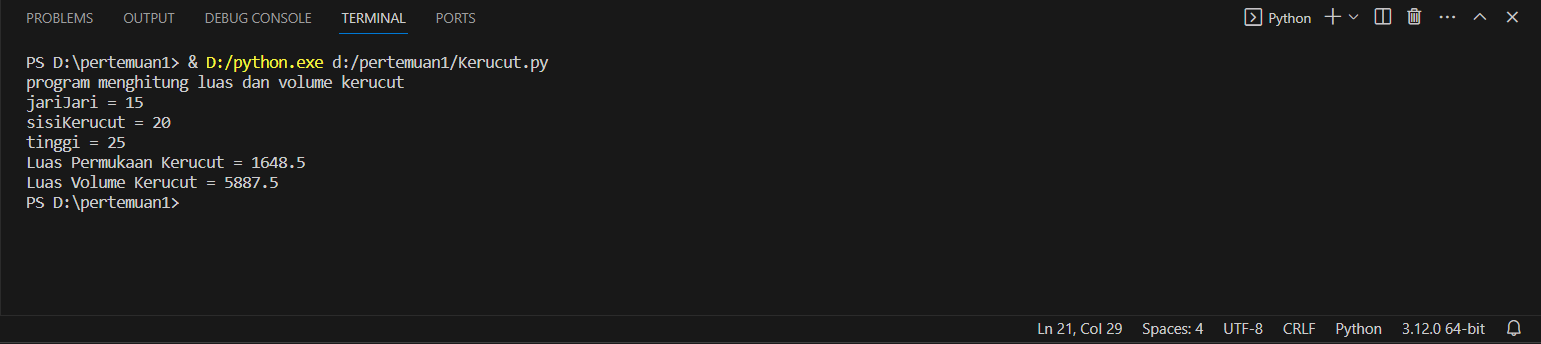 PROBLEMS OUTPUT DEBUG CONSOLE TERMINAL PORTS Python
PS D:\pertemuan1> & D:/python.exe d:/pertemuan1/Kerucut.py
program menghitung luas dan volume kerucut
jariJari = 15
sisiKerucut = 20
tinggi = 25
Luas Permukaan Kerucut = 1648.5
Luas Volume Kerucut = 5887.5
PS D:\pertemuan1>
Ln 21, Col 29 Spaces: 4 UTF-8 CRLF Python 3.12.0 64-bit